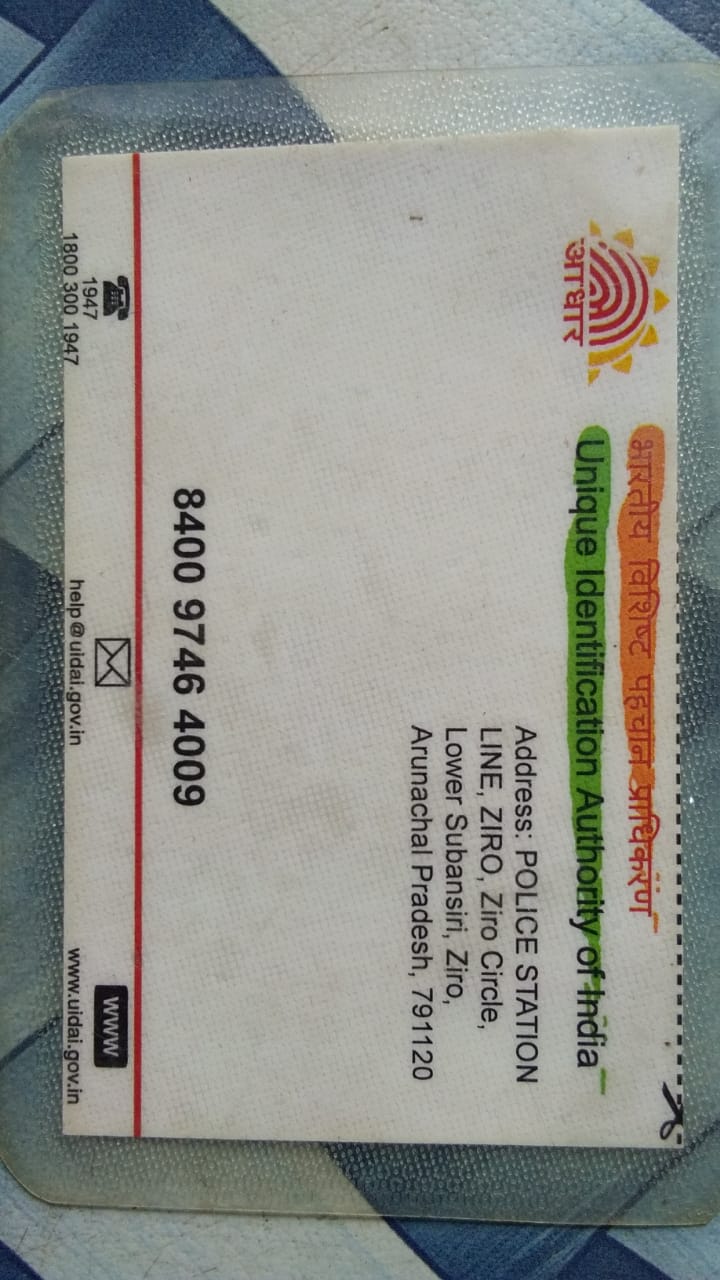 भारतीय विशिष्ट पहचान प्राधिकरण
Unique Identification Authority of India
आधार
Address: POLICE STATION
LINE, ZIRO, Ziro Circle,
Lower Subansiri, Ziro,
Arunachal Pradesh, 791120
8400 9746 4009
1947
1800 300 1947
help@uidai.gov.in
www
www.uidai.gov.in